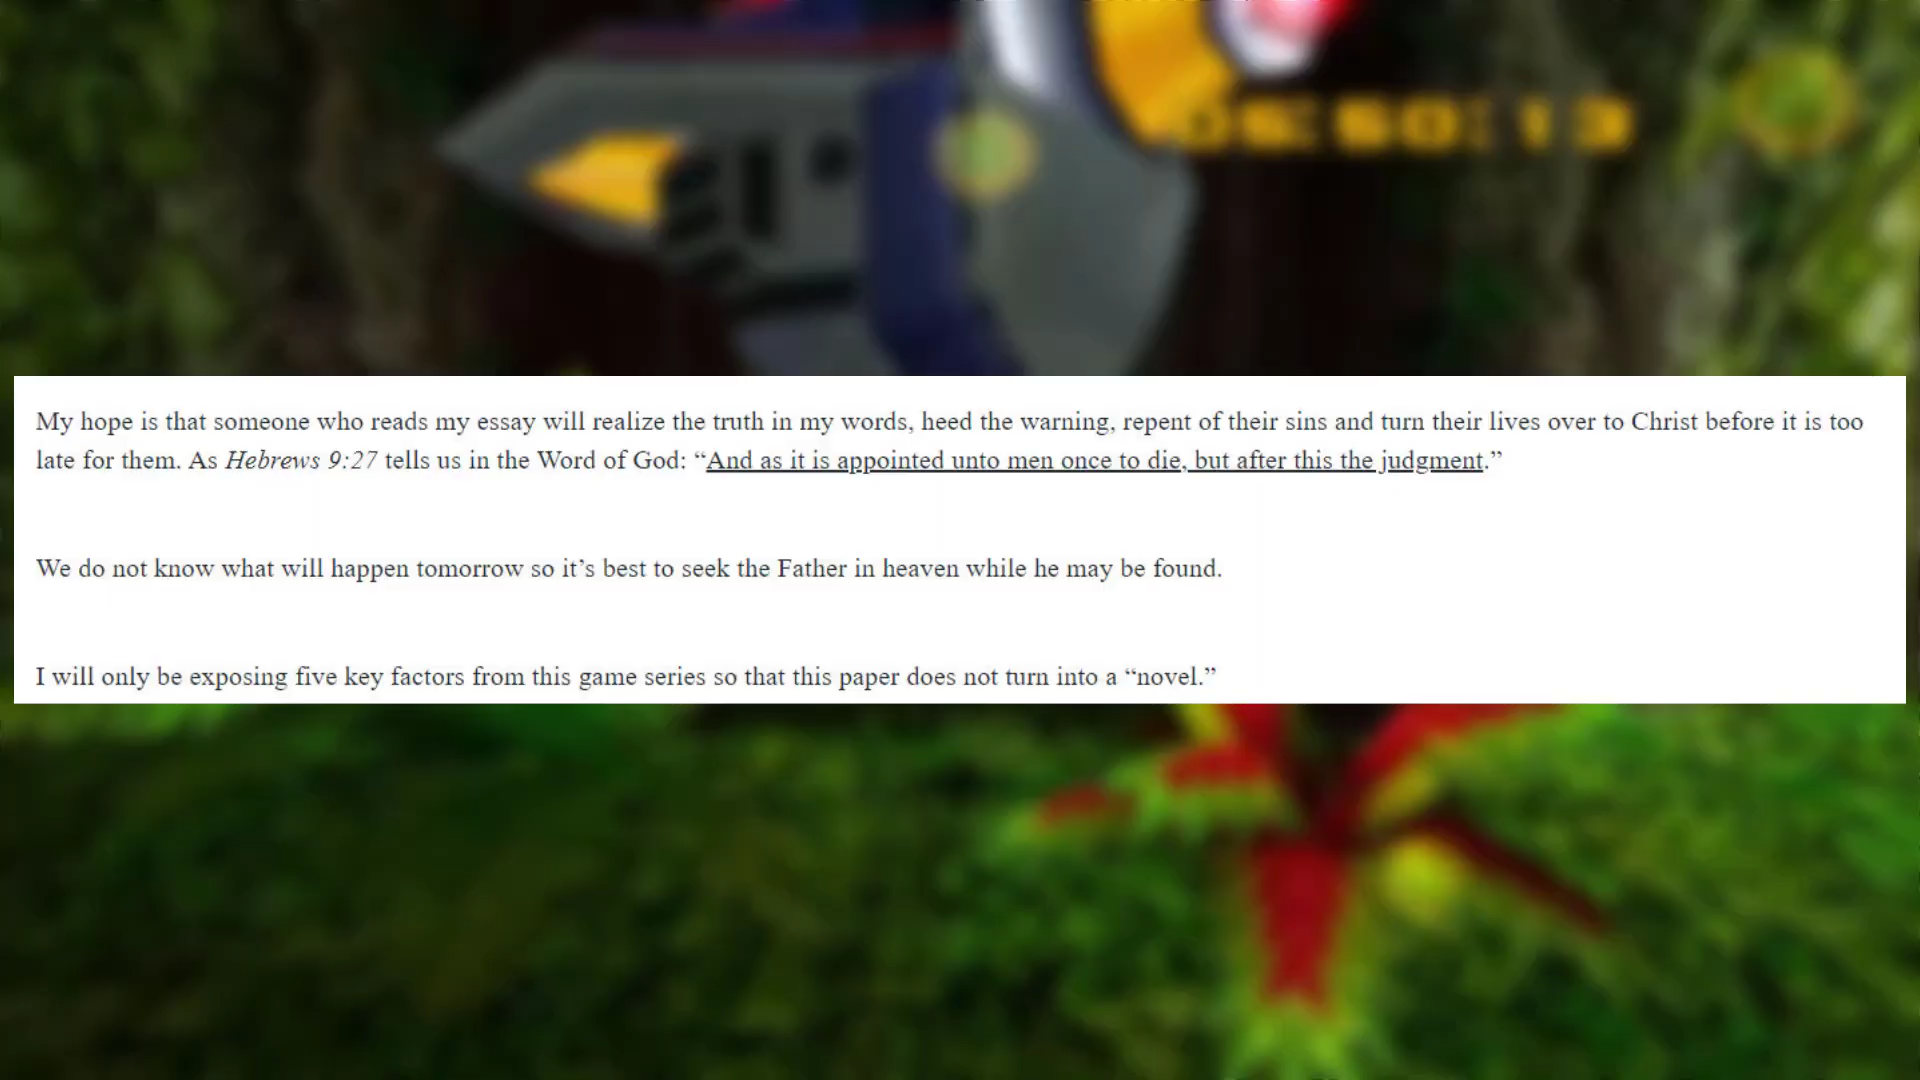 My hope is that someone who reads my essay will realize the truth in my words, heed the warning, repent of their sins and turn their lives over to Christ before it is too
late for them. As Hebrews 9:27 tells us in the Word of God: “And as it is appointed unto men once to die, but after this the judgment.”
We do not know what will happen tomorrow so it’s best to seek the Father in heaven while he may be found.
I will only be exposing five key factors from this game series so that this paper does not turn into a “novel.”